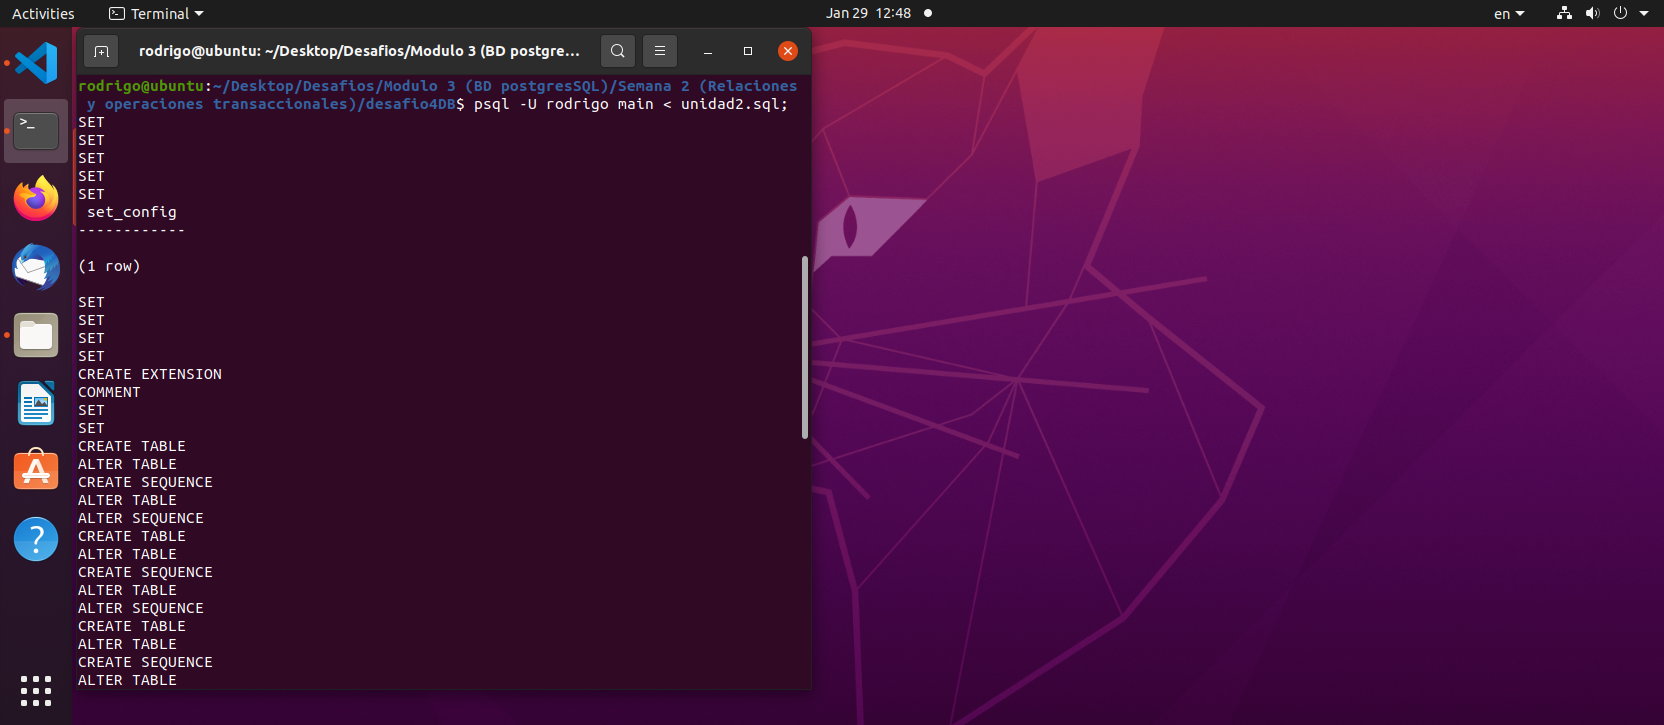 Activities
Terminal
Jan 29 12:48
en
rodrigo@ubuntu: ~/Desktop/Desafios/Modulo 3 (BD postgre...
rodrigo@ubuntu:~/Desktop/Desafios/Modulo 3 (BD postgresSQL)/Semana 2 (Relaciones
y operaciones transaccionales)/desafio4DB$ psql -U rodrigo main < unidad2.sql;
SET
SET
SET
SET
SET
set_config
------------
(1 row)
SET
SET
SET
SET
CREATE EXTENSION
COMMENT
SET
SET
CREATE TABLE
ALTER TABLE
CREATE SEQUENCE
ALTER TABLE
ALTER SEQUENCE
CREATE TABLE
ALTER TABLE
CREATE SEQUENCE
ALTER TABLE
ALTER SEQUENCE
CREATE TABLE
ALTER TABLE
CREATE SEQUENCE
ALTER TABLE